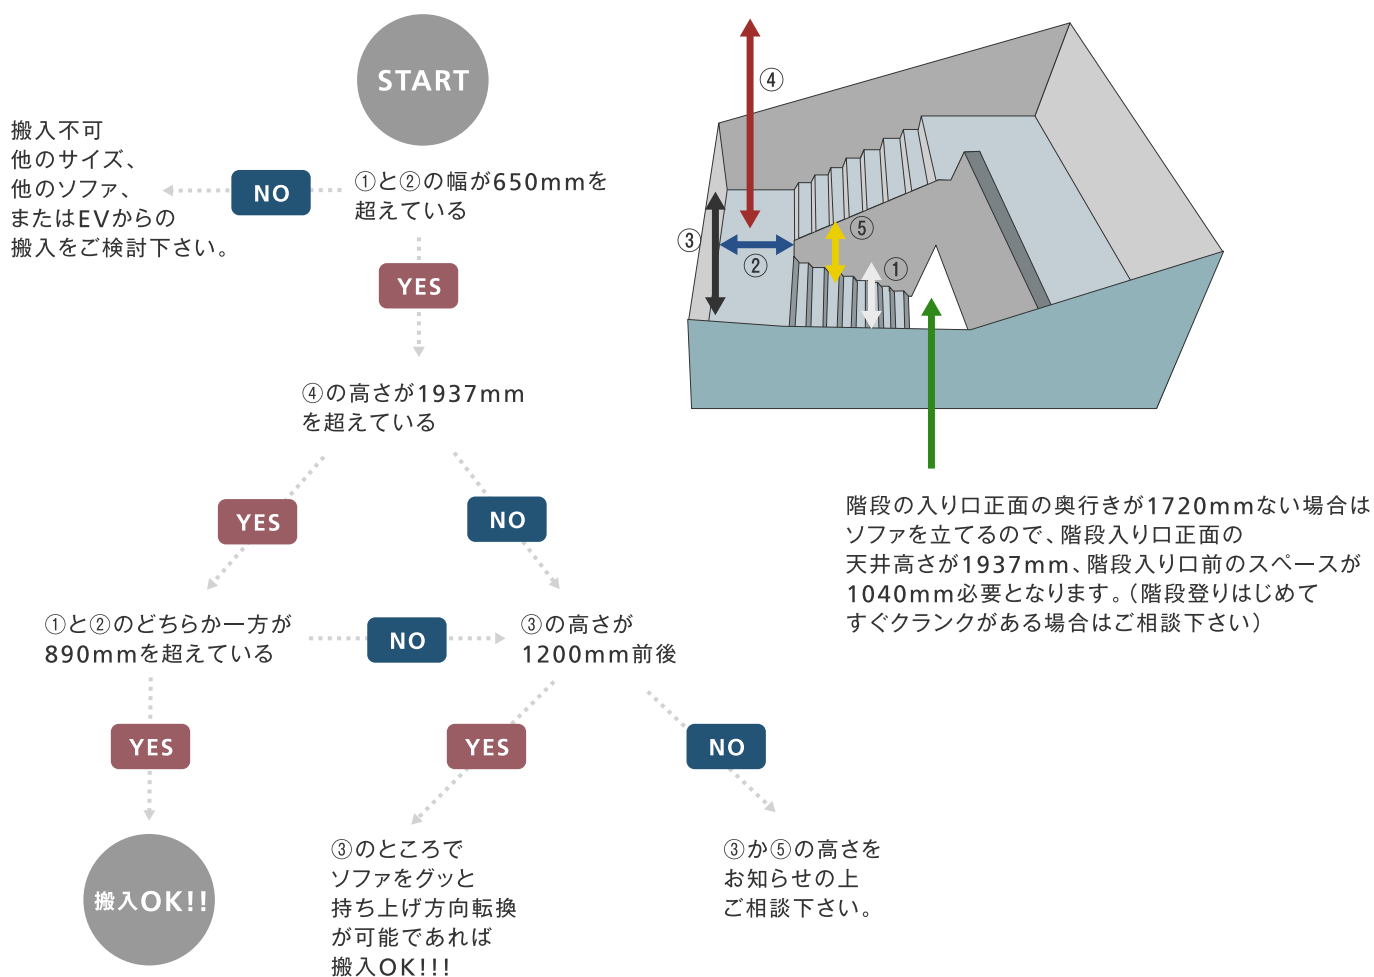 START
搬入不可
他のサイズ、
他のソファ、
またはEVからの
搬入をご検討下さい。
NO
①と②の幅が650mmを
超えている
YES
④の高さが1937mm
を超えている
YES
NO
①と②のどちらか一方が
890mmを超えている
NO
③の高さが
1200mm前後
YES
YES
NO
搬入OK!!
③のところで
ソファをグッと
持ち上げ方向転換
が可能であれば
搬入OK!!!
③か⑤の高さを
お知らせの上
ご相談下さい。
④
③
②
⑤
①
階段の入り口正面の奥行きが1720mmない場合は
ソファを立てるので、階段入り口正面の
天井高さが1937mm、階段入り口前のスペースが
1040mm必要となります。（階段登りはじめて
すぐクランクがある場合はご相談下さい）